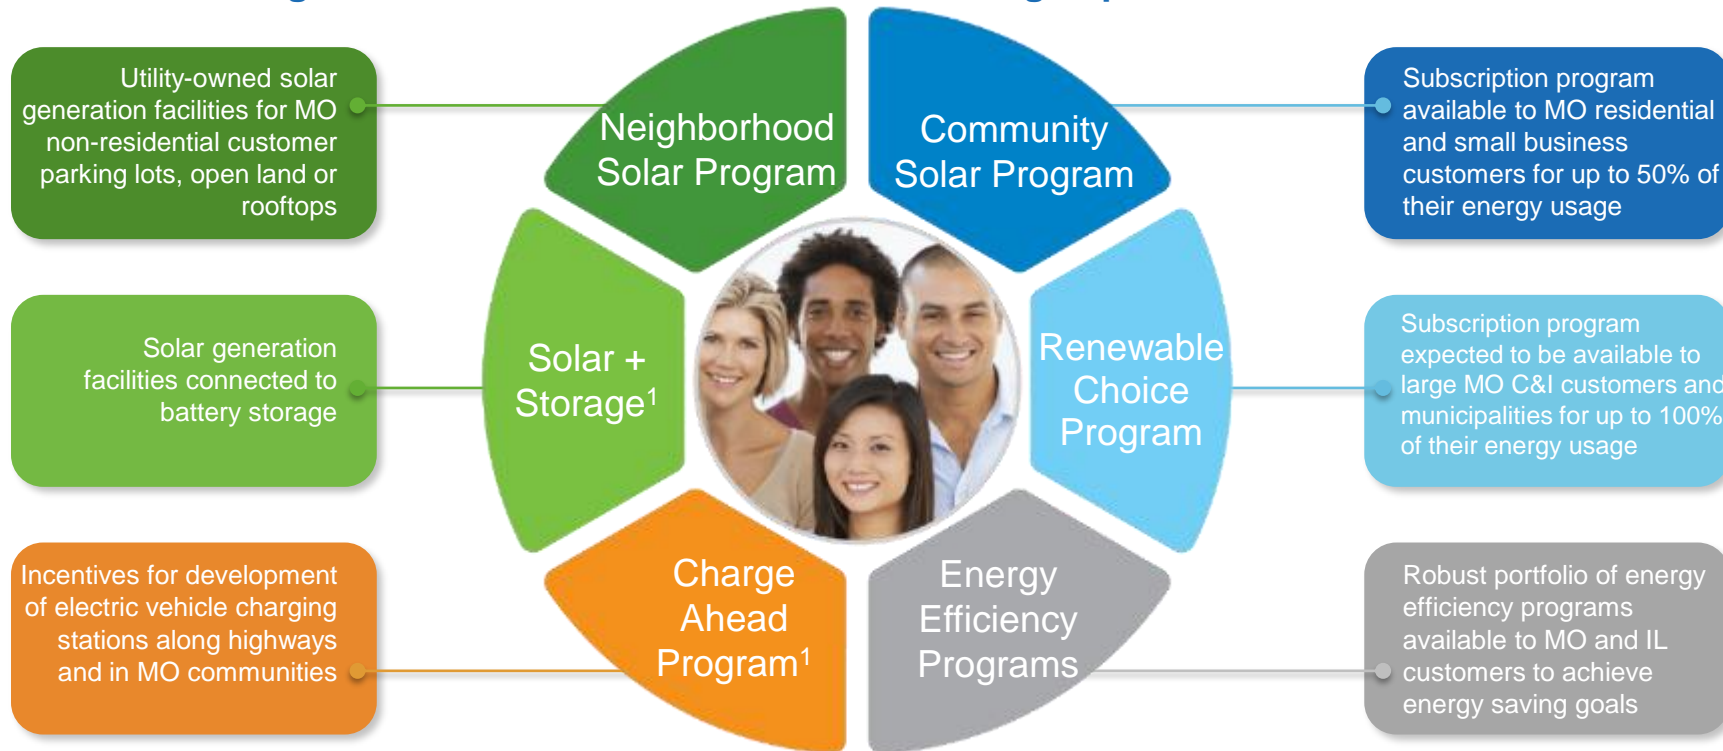 Utility-owned solar
generation facilities for MO
non-residential customer
parking lots, open land or
rooftops
Neighborhood
Solar Program
Community
Solar Program
Subscription program
available to MO residential
and small business
customers for up to 50% of
their energy usage
Solar generation
facilities connected to
battery storage
Solar +
Storage¹
Renewable
Choice
Program
Subscription program
expected to be available to
large MO C&I customers and
municipalities for up to 100%
of their energy usage
Incentives for development
of electric vehicle charging
stations along highways
and in MO communities
Charge
Ahead
Program¹
Energy
Efficiency
Programs
Robust portfolio of energy
efficiency programs
available to MO and IL
customers to achieve
energy saving goals